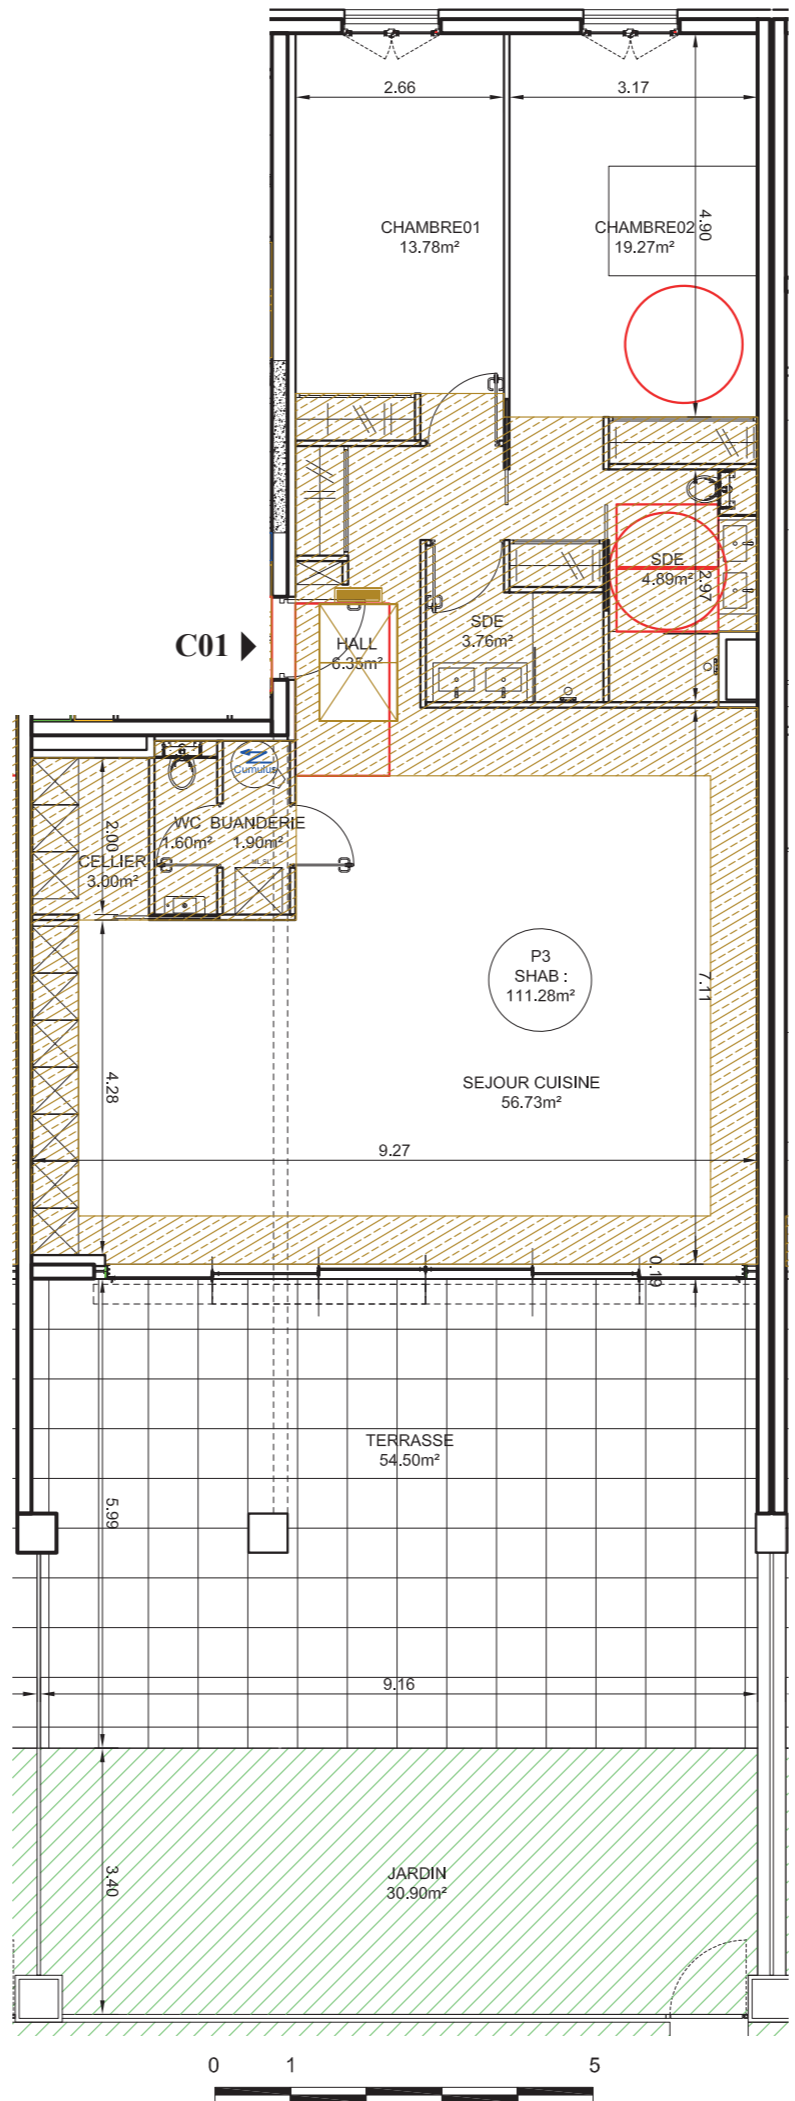 2.66
3.17
CHAMBRE01
13.78m²
CHAMBRE02
19.27m²
4.90
SDE
4.89m²
2.97
C01
HALL
6.35m²
SDE
3.76m²
Cumulus
2.00
WC
1.60m²
BUANDERIE
1.90m²
CELLIER
3.00m²
P3
SHAB :
111.28m²
7.11
4.28
SEJOUR CUISINE
56.73m²
9.27
0.19
TERRASSE
54.50m²
5.99
9.16
3.40
JARDIN
30.90m²
0 1 5